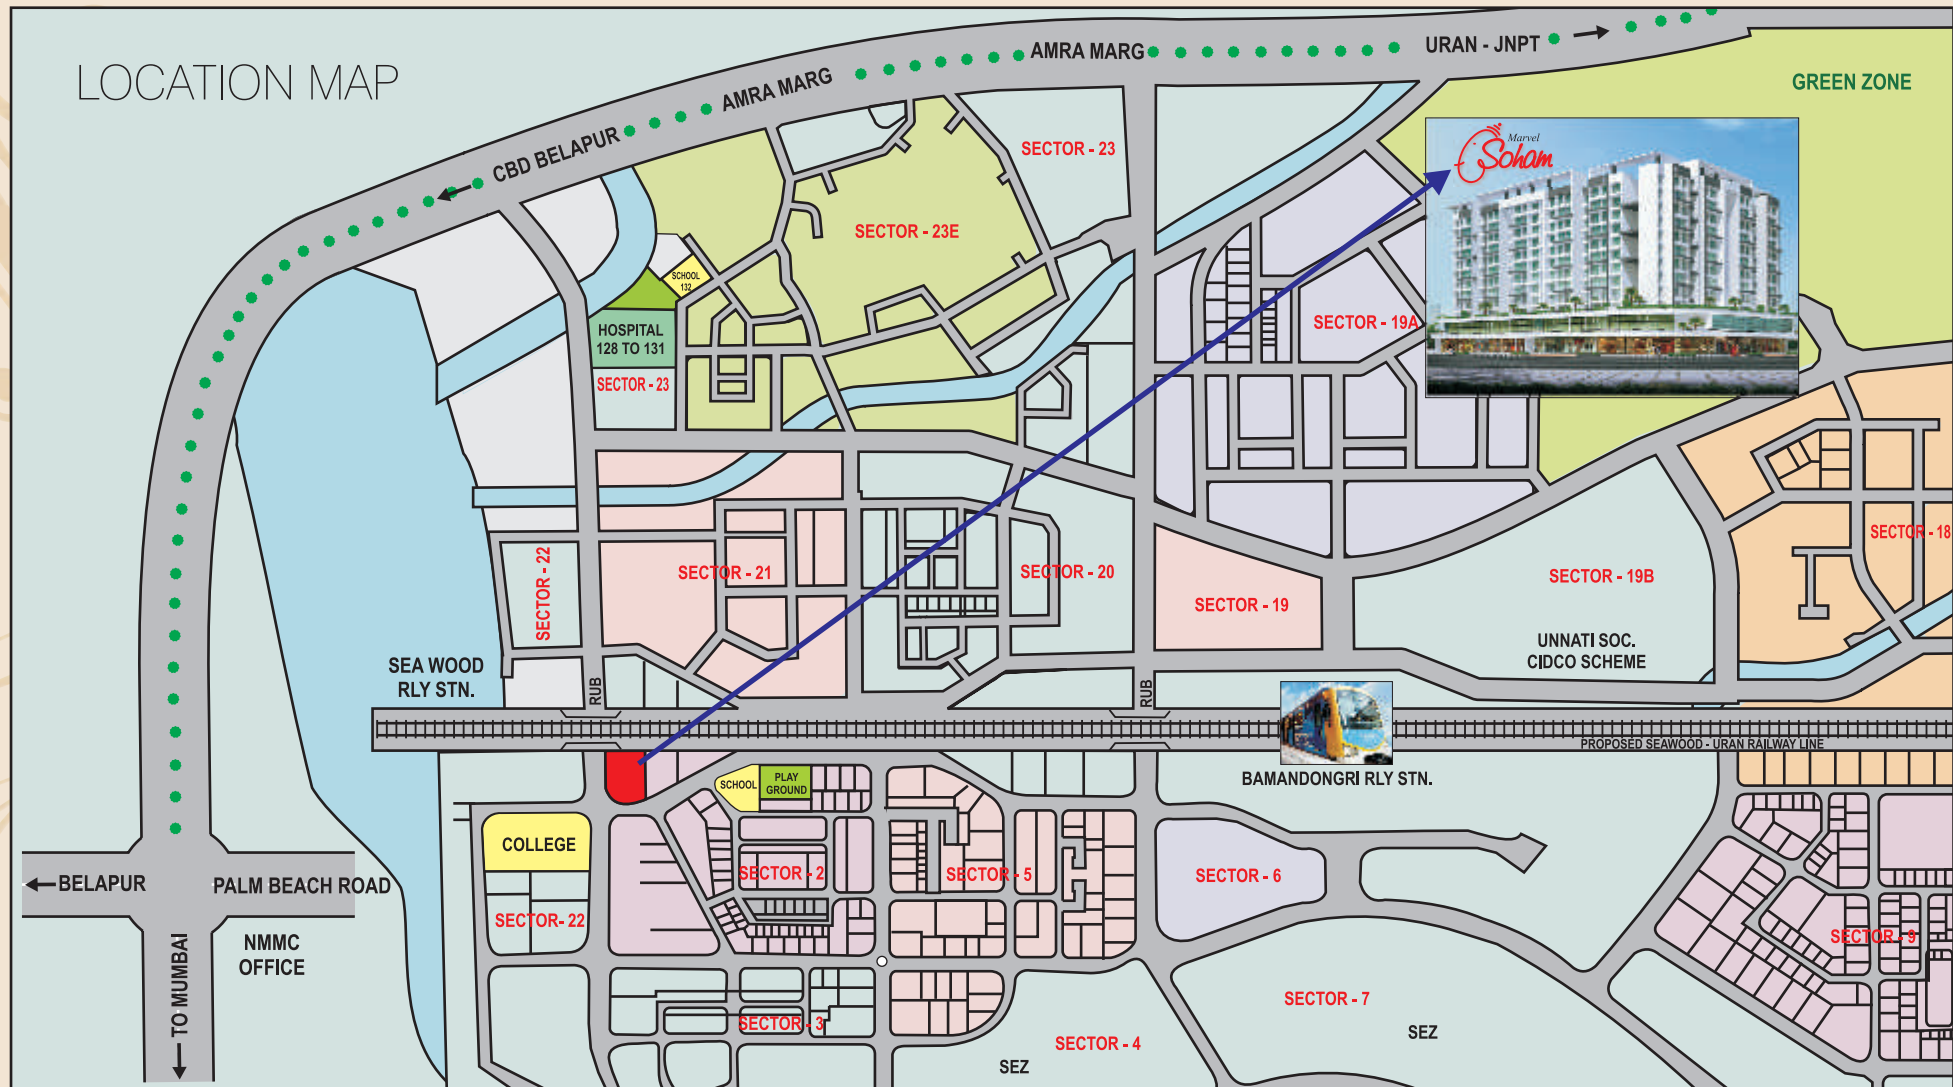 LOCATION MAP
AMRA MARG
URAN - JNPT
GREEN ZONE
AMRA MARG
CBD BELAPUR
Marvel
Soham
SECTOR - 23
SECTOR - 23E
SCHOOL
132
HOSPITAL
128 TO 131
SECTOR - 23
SECTOR - 19A
SECTOR - 18
SECTOR - 22
SECTOR - 21
SECTOR - 20
SECTOR - 19
SECTOR - 19B
UNNATI SOC.
CIDCO SCHEME
SEA WOOD
RLY STN.
RUB
RUB
PROPOSED SEAWOOD - URAN RAILWAY LINE
BAMANDONGRI RLY STN.
SCHOOL
PLAY
GROUND
COLLEGE
SECTOR - 2
SECTOR - 5
SECTOR - 6
BELAPUR
PALM BEACH ROAD
SECTOR- 22
NMMC
OFFICE
TO MUMBAI
SECTOR - 9
SECTOR - 7
SECTOR - 3
SEZ
SECTOR - 4
SEZ